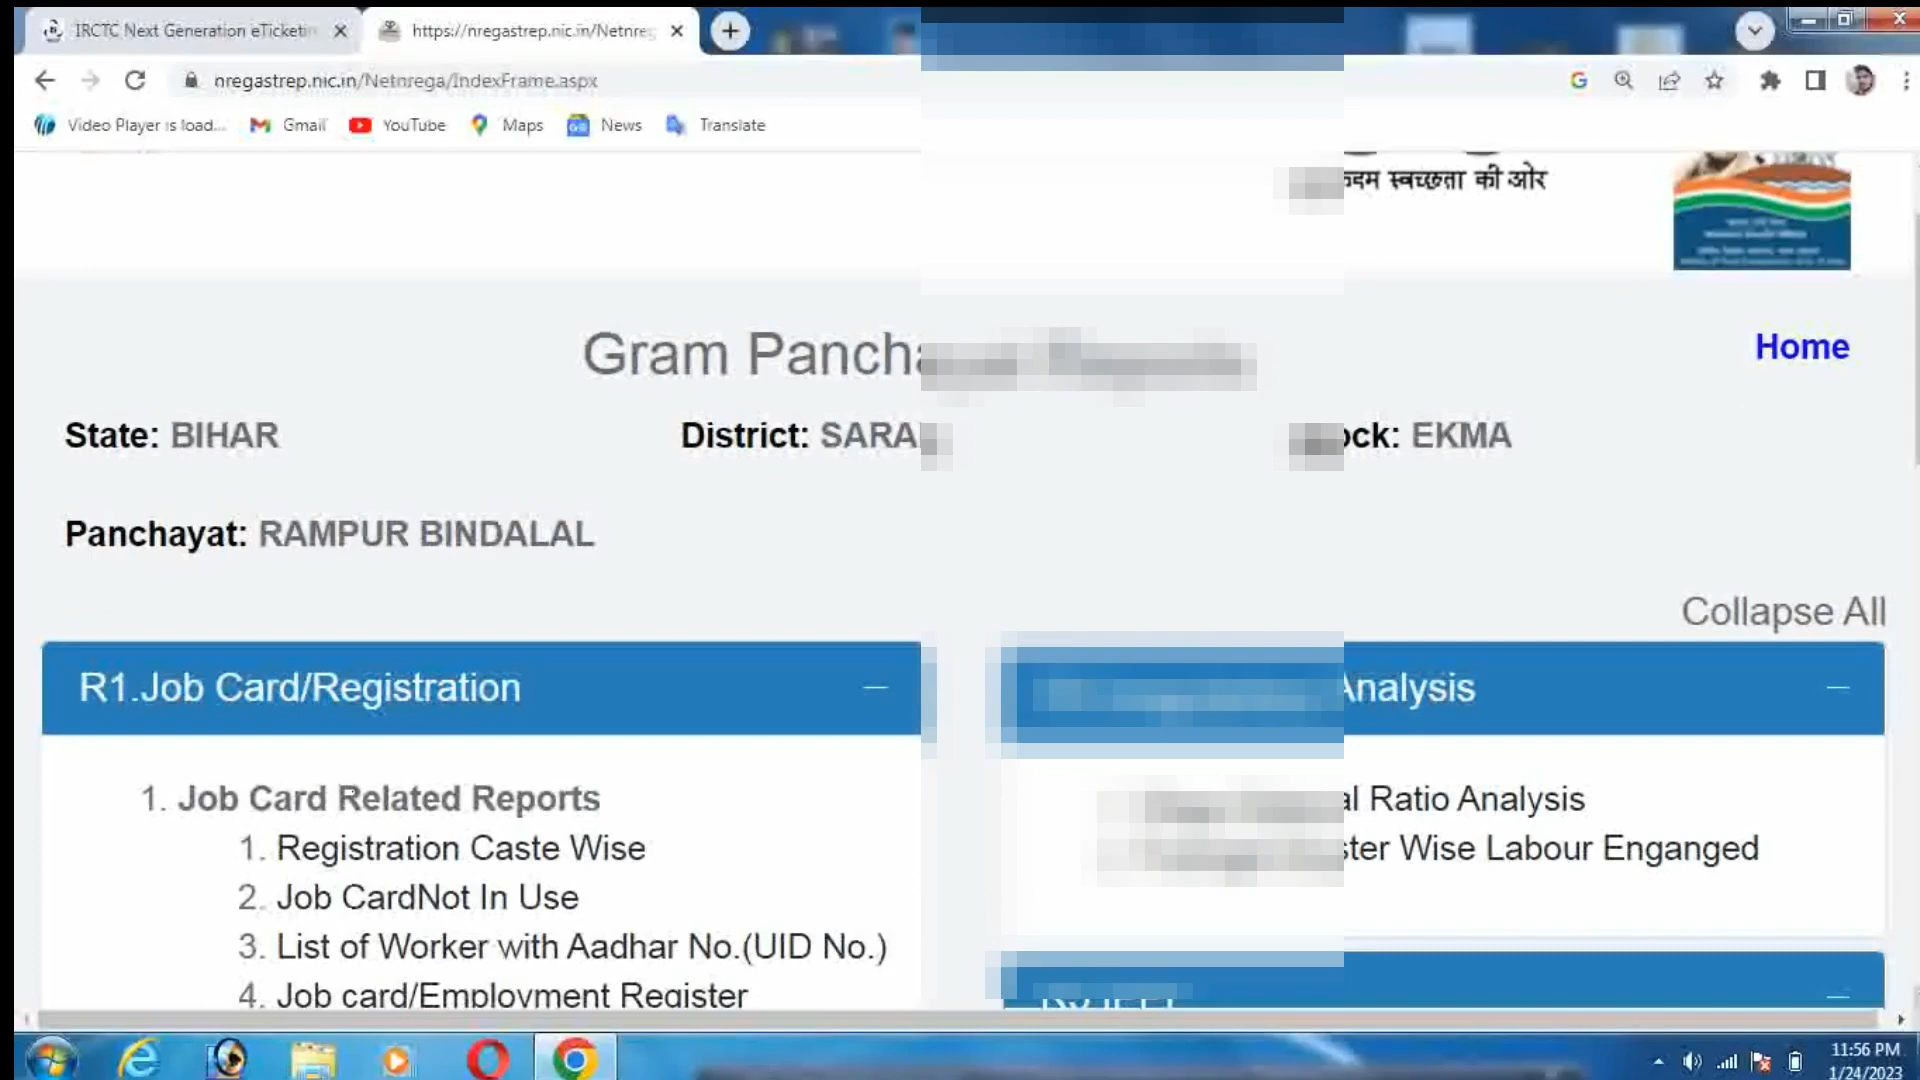 IRCTC Next Generation eTicketin
https://nregastrep.nic.in/Netnre
nregastrep.nic.in/Netnrega/IndexFrame.aspx
Video Player is load... Gmail YouTube Maps News Translate
स्वच्छता की ओर
Gram Panch
Home
State: BIHAR District: SARA ock: EKMA
Panchayat: RAMPUR BINDALAL
Collapse All
R1.Job Card/Registration
Analysis
1. Job Card Related Reports
1. Registration Caste Wise
2. Job CardNot In Use
3. List of Worker with Aadhar No.(UID No.)
4. Job card/Employment Register
l Ratio Analysis
ster Wise Labour Enganged
11:56 PM
1/24/2023